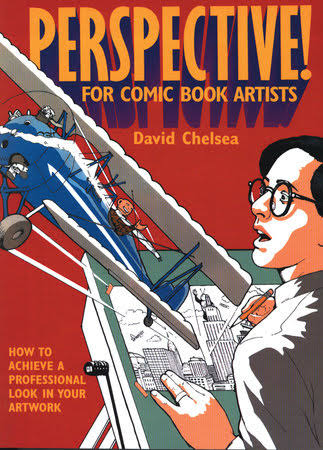 PERSPECTIVE!
FOR COMIC BOOK ARTISTS
David Chelsea
HOW TO
ACHIEVE A
PROFESSIONAL
LOOK IN YOUR
ARTWORK